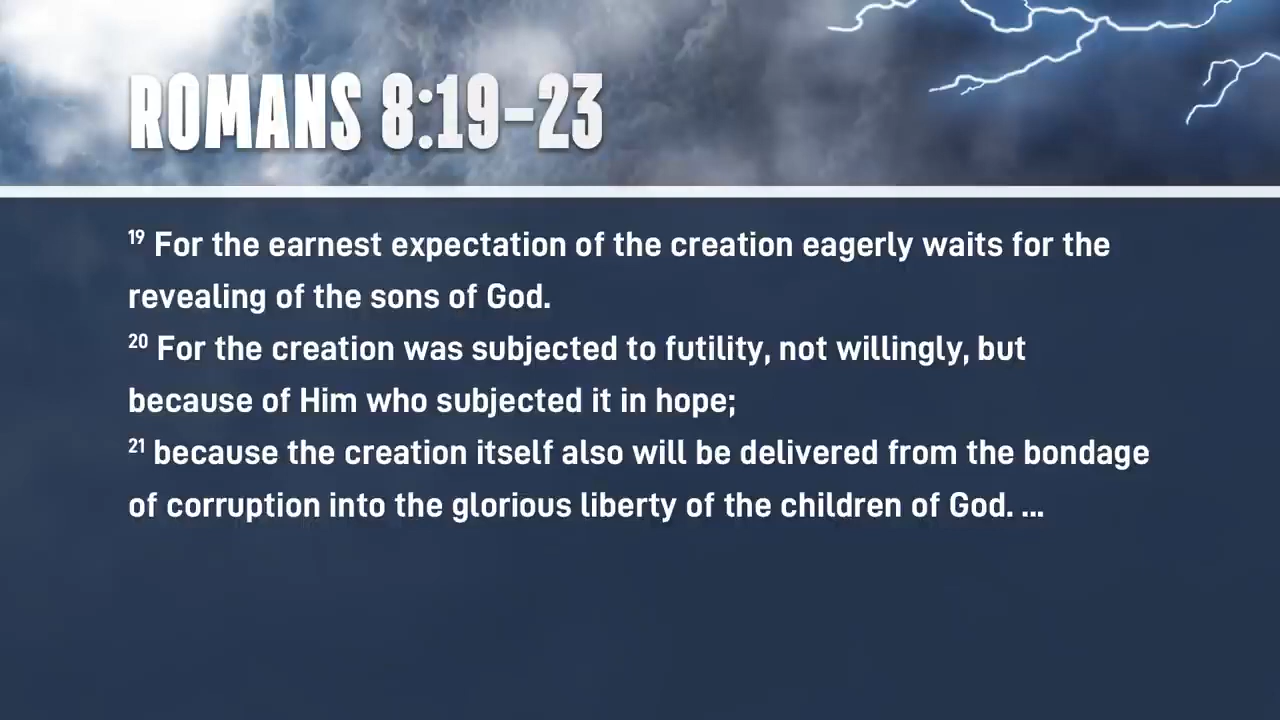 ROMANS 8:19-23
19 For the earnest expectation of the creation eagerly waits for the
revealing of the sons of God.
20 For the creation was subjected to futility, not willingly, but
because of Him who subjected it in hope;
21 because the creation itself also will be delivered from the bondage
of corruption into the glorious liberty of the children of God. ...